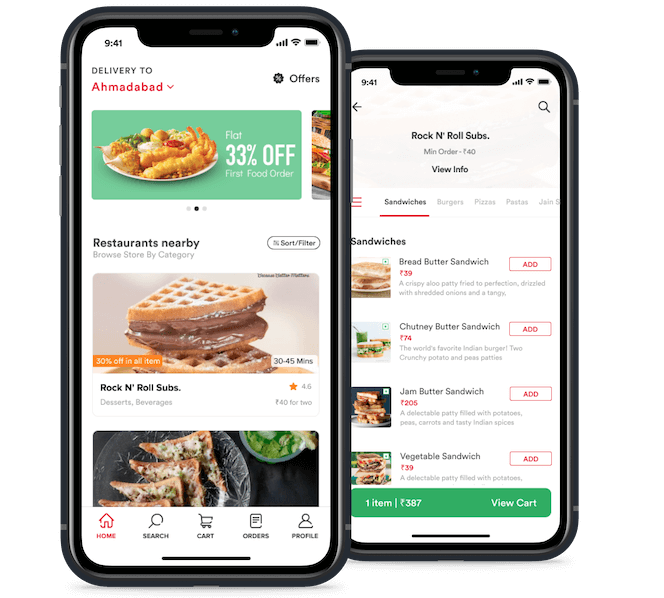 9:41
DELIVERY TO
Ahmadabad
Offers
Flat
33% OFF
First Food Order
Restaurants nearby
Sort/Filter
Browse Store By Category
30% off in all item
30-45 Mins
Rock N' Roll Subs.
4.6
Desserts, Beverages
₹40 for two
HOME
SEARCH
CART
ORDERS
PROFILE
9:41
Rock N' Roll Subs.
Min Order - ₹40
View Info
Sandwiches
Burgers
Pizzas
Pastas
Jain S
Sandwiches
Bread Butter Sandwich
ADD
₹39
A crispy aloo patty fried to perfection, drizzled
with shredded onions and a tangy,
Chutney Butter Sandwich
ADD
₹74
The world's favorite Indian burger! Two
Crunchy potato and peas patties
Jam Butter Sandwich
ADD
₹205
A delectable patty filled with potatoes,
peas, carrots and tasty Indian spices
Vegetable Sandwich
ADD
₹39
A delectable patty filled with potatoes,
1 item | ₹387
View Cart